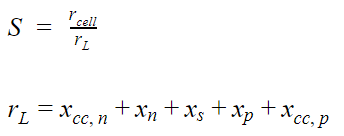 S = r_cell / r_L
r_L = x_cc, n + x_n + x_s + x_p + x_cc, p